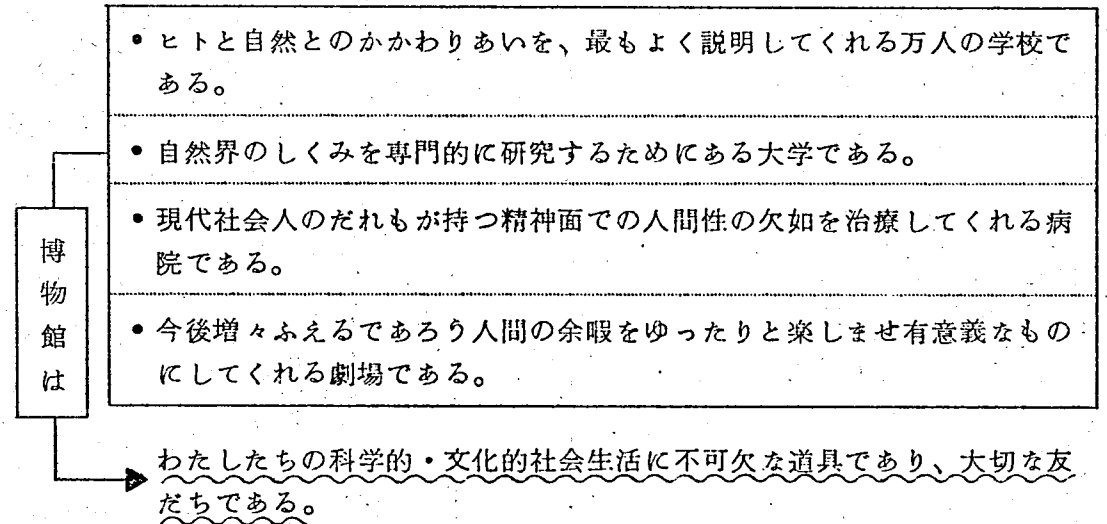 博物館は
• ヒトと自然とのかかわりあいを、最もよく説明してくれる万人の学校で
ある。
• 自然界のしくみを専門的に研究するためにある大学である。
• 現代社会人のだれもが持つ精神面での人間性の欠如を治療してくれる病
院である。
• 今後増々ふえるであろう人間の余暇をゆったりと楽しませ有意義なもの
にしてくれる劇場である。
わたしたちの科学的・文化的社会生活に不可欠な道具であり、大切な友
だちである。